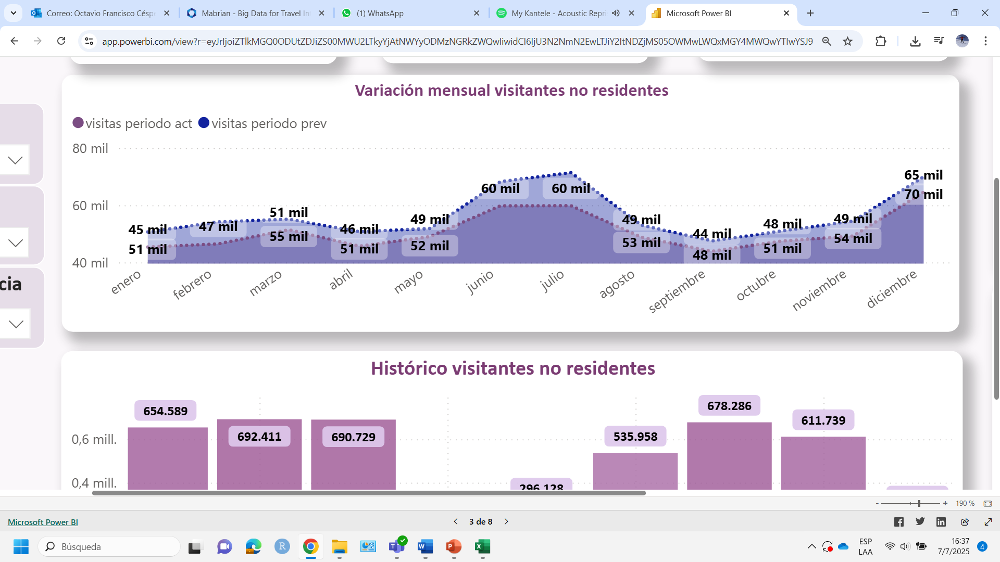 Correo: Octavio Francisco Césp
Mabrian - Big Data for Travel In
(1) WhatsApp
My Kantele - Acoustic Repri
Microsoft Power BI
app.powerbi.com/view?r=eyJrIjoiZTlkMGQ0ODUtZDJiZS00MWU2LTkyYjAtNWYyODMzNGRkZWQwIiwidCI6IjU3N2NmN2EwLTJiY2ItNDZjMS05OWMwLWQxMGY4MWQwYTIwYSJ9
Variación mensual visitantes no residentes
visitas periodo act visitas periodo prev
80 mil
60 mil
40 mil
45 mil
51 mil
47 mil
51 mil
55 mil
46 mil
51 mil
49 mil
52 mil
60 mil
60 mil
49 mil
53 mil
44 mil
48 mil
48 mil
51 mil
49 mil
54 mil
65 mil
70 mil
enero
febrero
marzo
abril
mayo
junio
julio
agosto
septiembre
octubre
noviembre
diciembre
cia
Histórico visitantes no residentes
0,6 mill.
0,4 mill.
654.589
692.411
690.729
296.128
535.958
678.286
611.739
- + 190 %
Microsoft Power BI
3 de 8
Búsqueda
ESP
LAA
16:37
7/7/2025
4